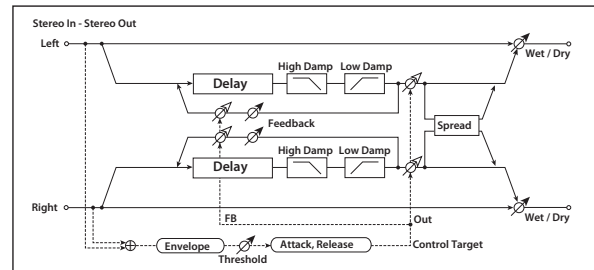 Stereo In - Stereo Out
Left
Wet / Dry
High Damp
Low Damp
Delay
Feedback
Spread
High Damp
Low Damp
Delay
Right
Wet / Dry
FB
Out
Envelope
Threshold
Attack, Release
Control Target